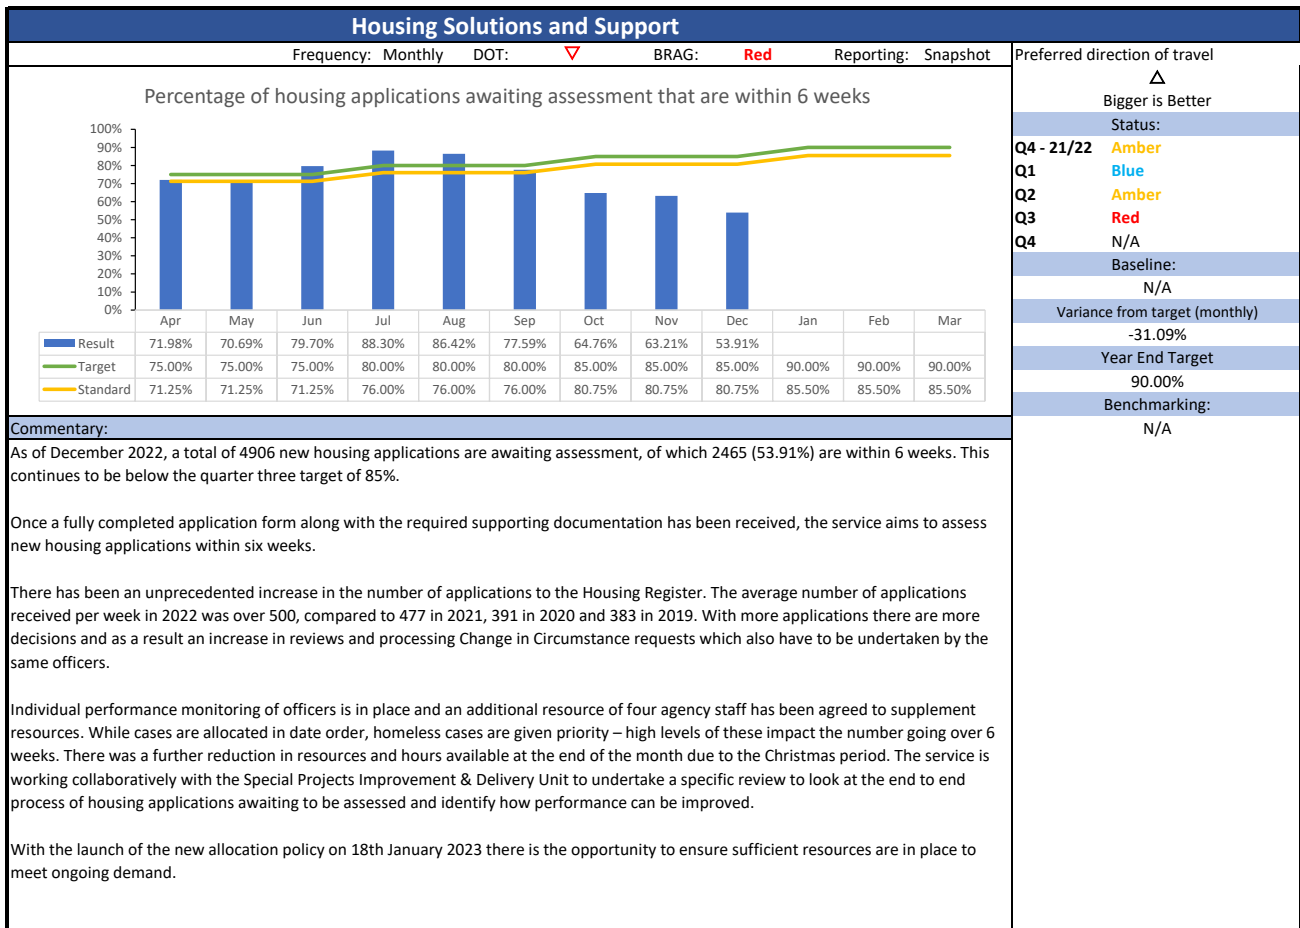 Housing Solutions and Support
Frequency: Monthly DOT: BRAG: Red Reporting: Snapshot
Preferred direction of travel
Bigger is Better
Status:
Q4 - 21/22 Amber
Q1 Blue
Q2 Amber
Q3 Red
Q4 N/A
Baseline:
N/A
Variance from target (monthly)
-31.09%
Year End Target
90.00%
Benchmarking:
N/A
Percentage of housing applications awaiting assessment that are within 6 weeks
100%
90%
80%
70%
60%
50%
40%
30%
20%
10%
0%
Apr May Jun Jul Aug Sep Oct Nov Dec Jan Feb Mar
Result 71.98% 70.69% 79.70% 88.30% 86.42% 77.59% 64.76% 63.21% 53.91%
Target 75.00% 75.00% 75.00% 80.00% 80.00% 80.00% 85.00% 85.00% 85.00% 90.00% 90.00% 90.00%
Standard 71.25% 71.25% 71.25% 76.00% 76.00% 76.00% 80.75% 80.75% 80.75% 85.50% 85.50% 85.50%
Commentary:
As of December 2022, a total of 4906 new housing applications are awaiting assessment, of which 2465 (53.91%) are within 6 weeks. This
continues to be below the quarter three target of 85%.
Once a fully completed application form along with the required supporting documentation has been received, the service aims to assess
new housing applications within six weeks.
There has been an unprecedented increase in the number of applications to the Housing Register. The average number of applications
received per week in 2022 was over 500, compared to 477 in 2021, 391 in 2020 and 383 in 2019. With more applications there are more
decisions and as a result an increase in reviews and processing Change in Circumstance requests which also have to be undertaken by the
same officers.
Individual performance monitoring of officers is in place and an additional resource of four agency staff has been agreed to supplement
resources. While cases are allocated in date order, homeless cases are given priority – high levels of these impact the number going over 6
weeks. There was a further reduction in resources and hours available at the end of the month due to the Christmas period. The service is
working collaboratively with the Special Projects Improvement & Delivery Unit to undertake a specific review to look at the end to end
process of housing applications awaiting to be assessed and identify how performance can be improved.
With the launch of the new allocation policy on 18th January 2023 there is the opportunity to ensure sufficient resources are in place to
meet ongoing demand.